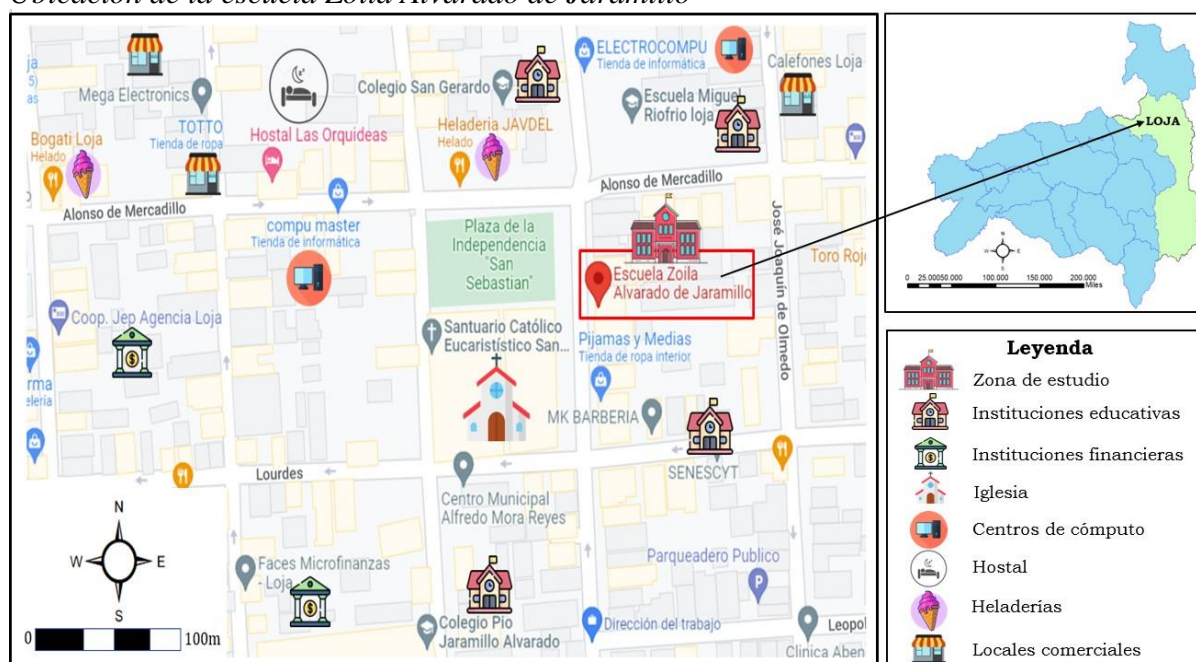 Ubicación de la escuela Zoila Alvarado de Jaramillo
ELECTROCOMPU
Tienda de informática
Calefones Loja
Colegio San Gerardo
Mega Electronics
Escuela Miguel
Riofrio loja
TOTTO
Tienda de ropa
Hostal Las Orquideas
Heladeria JAVDEL
Helado
Bogati Loja
Helado
Alonso de Mercadillo
Alonso de Mercadillo
compu master
Tienda de informática
Plaza de la
Independencia
"San
Sebastian"
José Joaquín de Olmedo
Toro Rojo
Escuela Zoila
Alvarado de Jaramillo
Coop. Jep Agencia Loja
Santuario Católico
Eucarististico San...
Pijamas y Medias
Tienda de ropa interior
MK BARBERIA
SENESCYT
Lourdes
Centro Municipal
Alfredo Mora Reyes
Faces Microfinanzas
- Loja
Parqueadero Publico
Colegio Pio
Jaramillo Alvarado
Dirección del trabajo
Leopol
Clinica Aben
N
W
E
S
0
100m
LOJA
N
W
E
S
0 25.00050.000 100.000 150.000 200.000
Miles
Leyenda
Zona de estudio
Instituciones educativas
Instituciones financieras
Iglesia
Centros de cómputo
Hostal
Heladerías
Locales comerciales